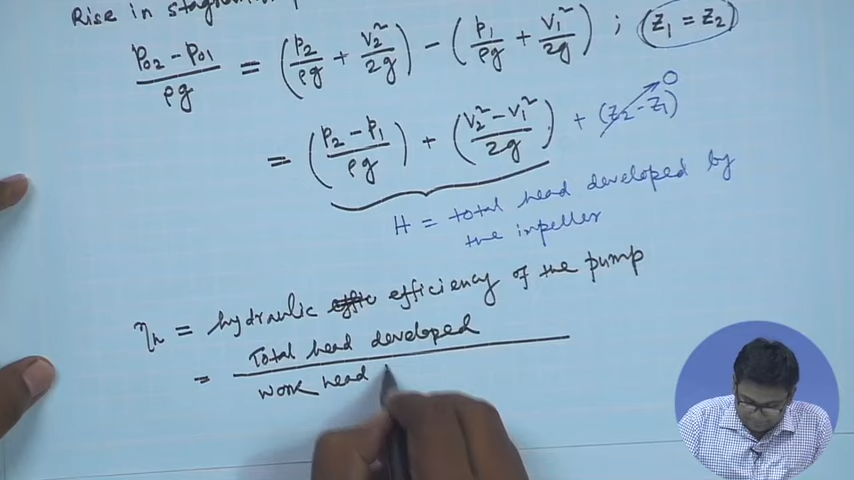 Rise in
p02 - p01 / ρg = (p2/ρg + V2²/2g) - (p1/ρg + V1²/2g) ; (Z1 = Z2)
= (p2 - p1 / ρg) + (V2² - V1² / 2g) + (Z2 - Z1) 0
H = total head developed by
the impeller
ηh = hydraulic efficiency of the pump
= Total head developed
work head